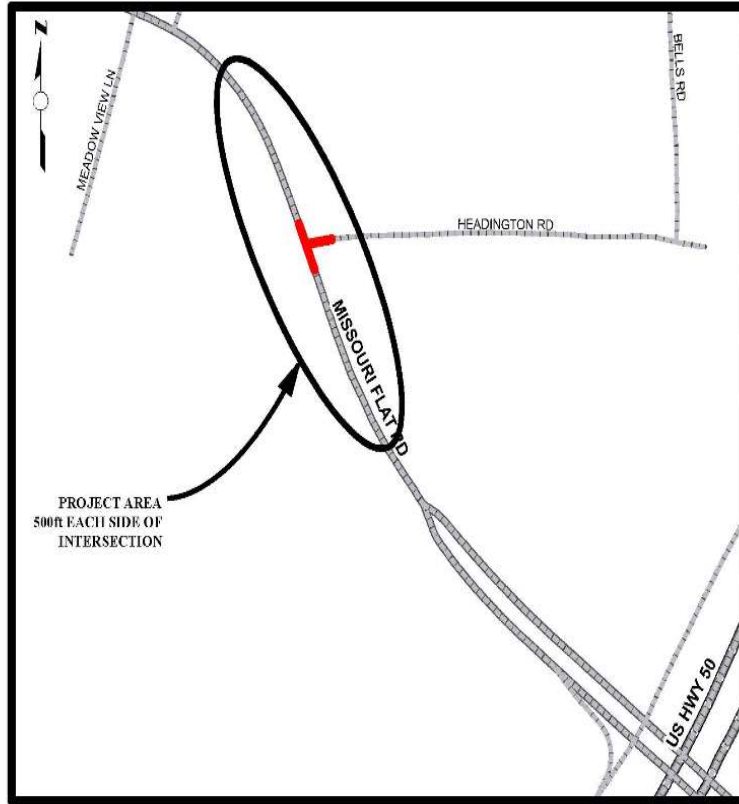 N
MEADOW VIEW LN
BELLS RD
HEADINGTON RD
MISSOURI FLAT RD
PROJECT AREA
500ft EACH SIDE OF
INTERSECTION
US HWY 50